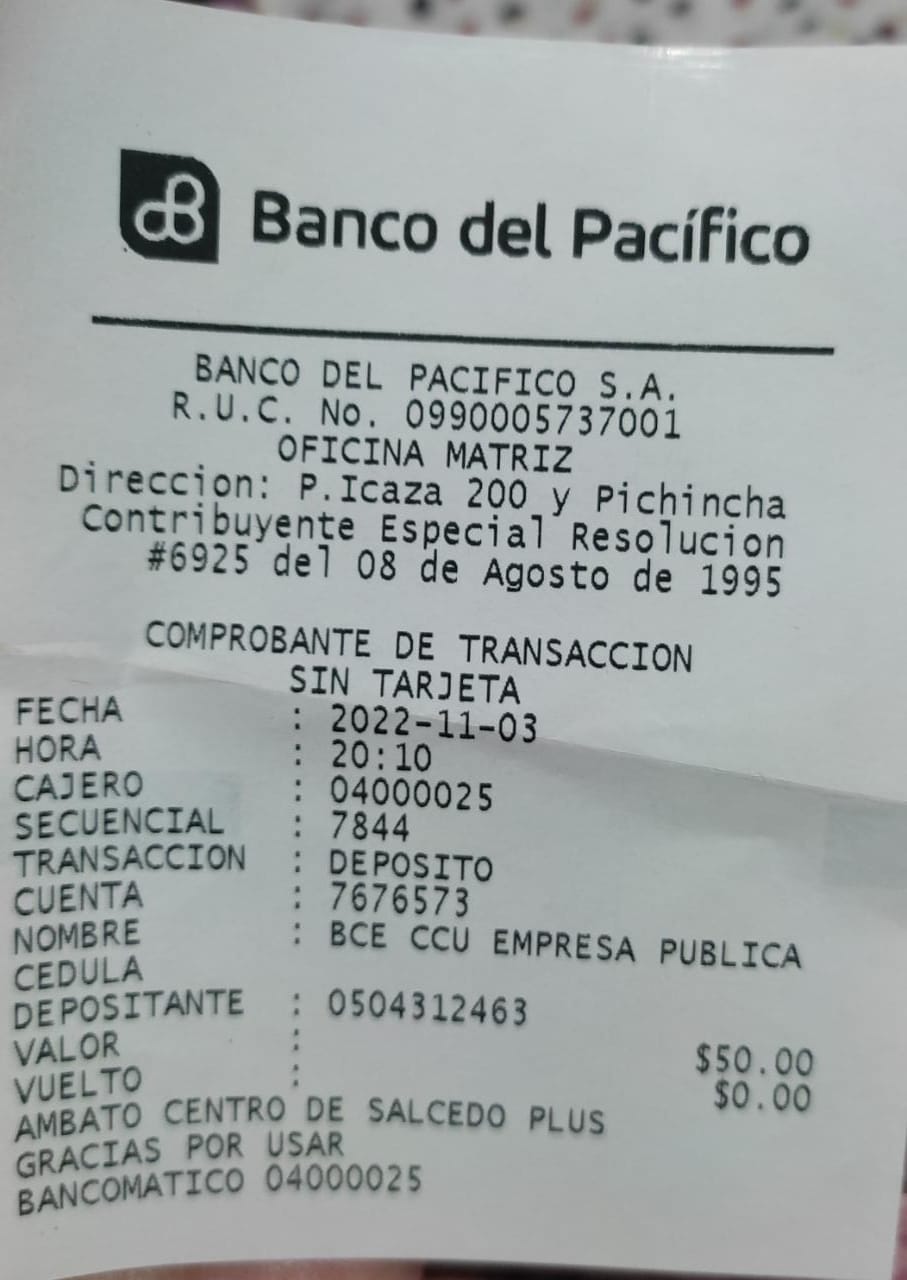 Banco del Pacífico
BANCO DEL PACIFICO S.A.
R.U.C. No. 0990005737001
OFICINA MATRIZ
Direccion: P.Icaza 200 y Pichincha
Contribuyente Especial Resolucion
#6925 del 08 de Agosto de 1995
COMPROBANTE DE TRANSACCION
SIN TARJETA
FECHA : 2022-11-03
HORA : 20:10
CAJERO : 04000025
SECUENCIAL : 7844
TRANSACCION : DEPOSITO
CUENTA : 7676573
NOMBRE : BCE CCU EMPRESA PUBLICA
CEDULA
DEPOSITANTE : 0504312463
VALOR : $50.00
VUELTO : $0.00
AMBATO CENTRO DE SALCEDO PLUS
GRACIAS POR USAR
BANCOMATICO 04000025